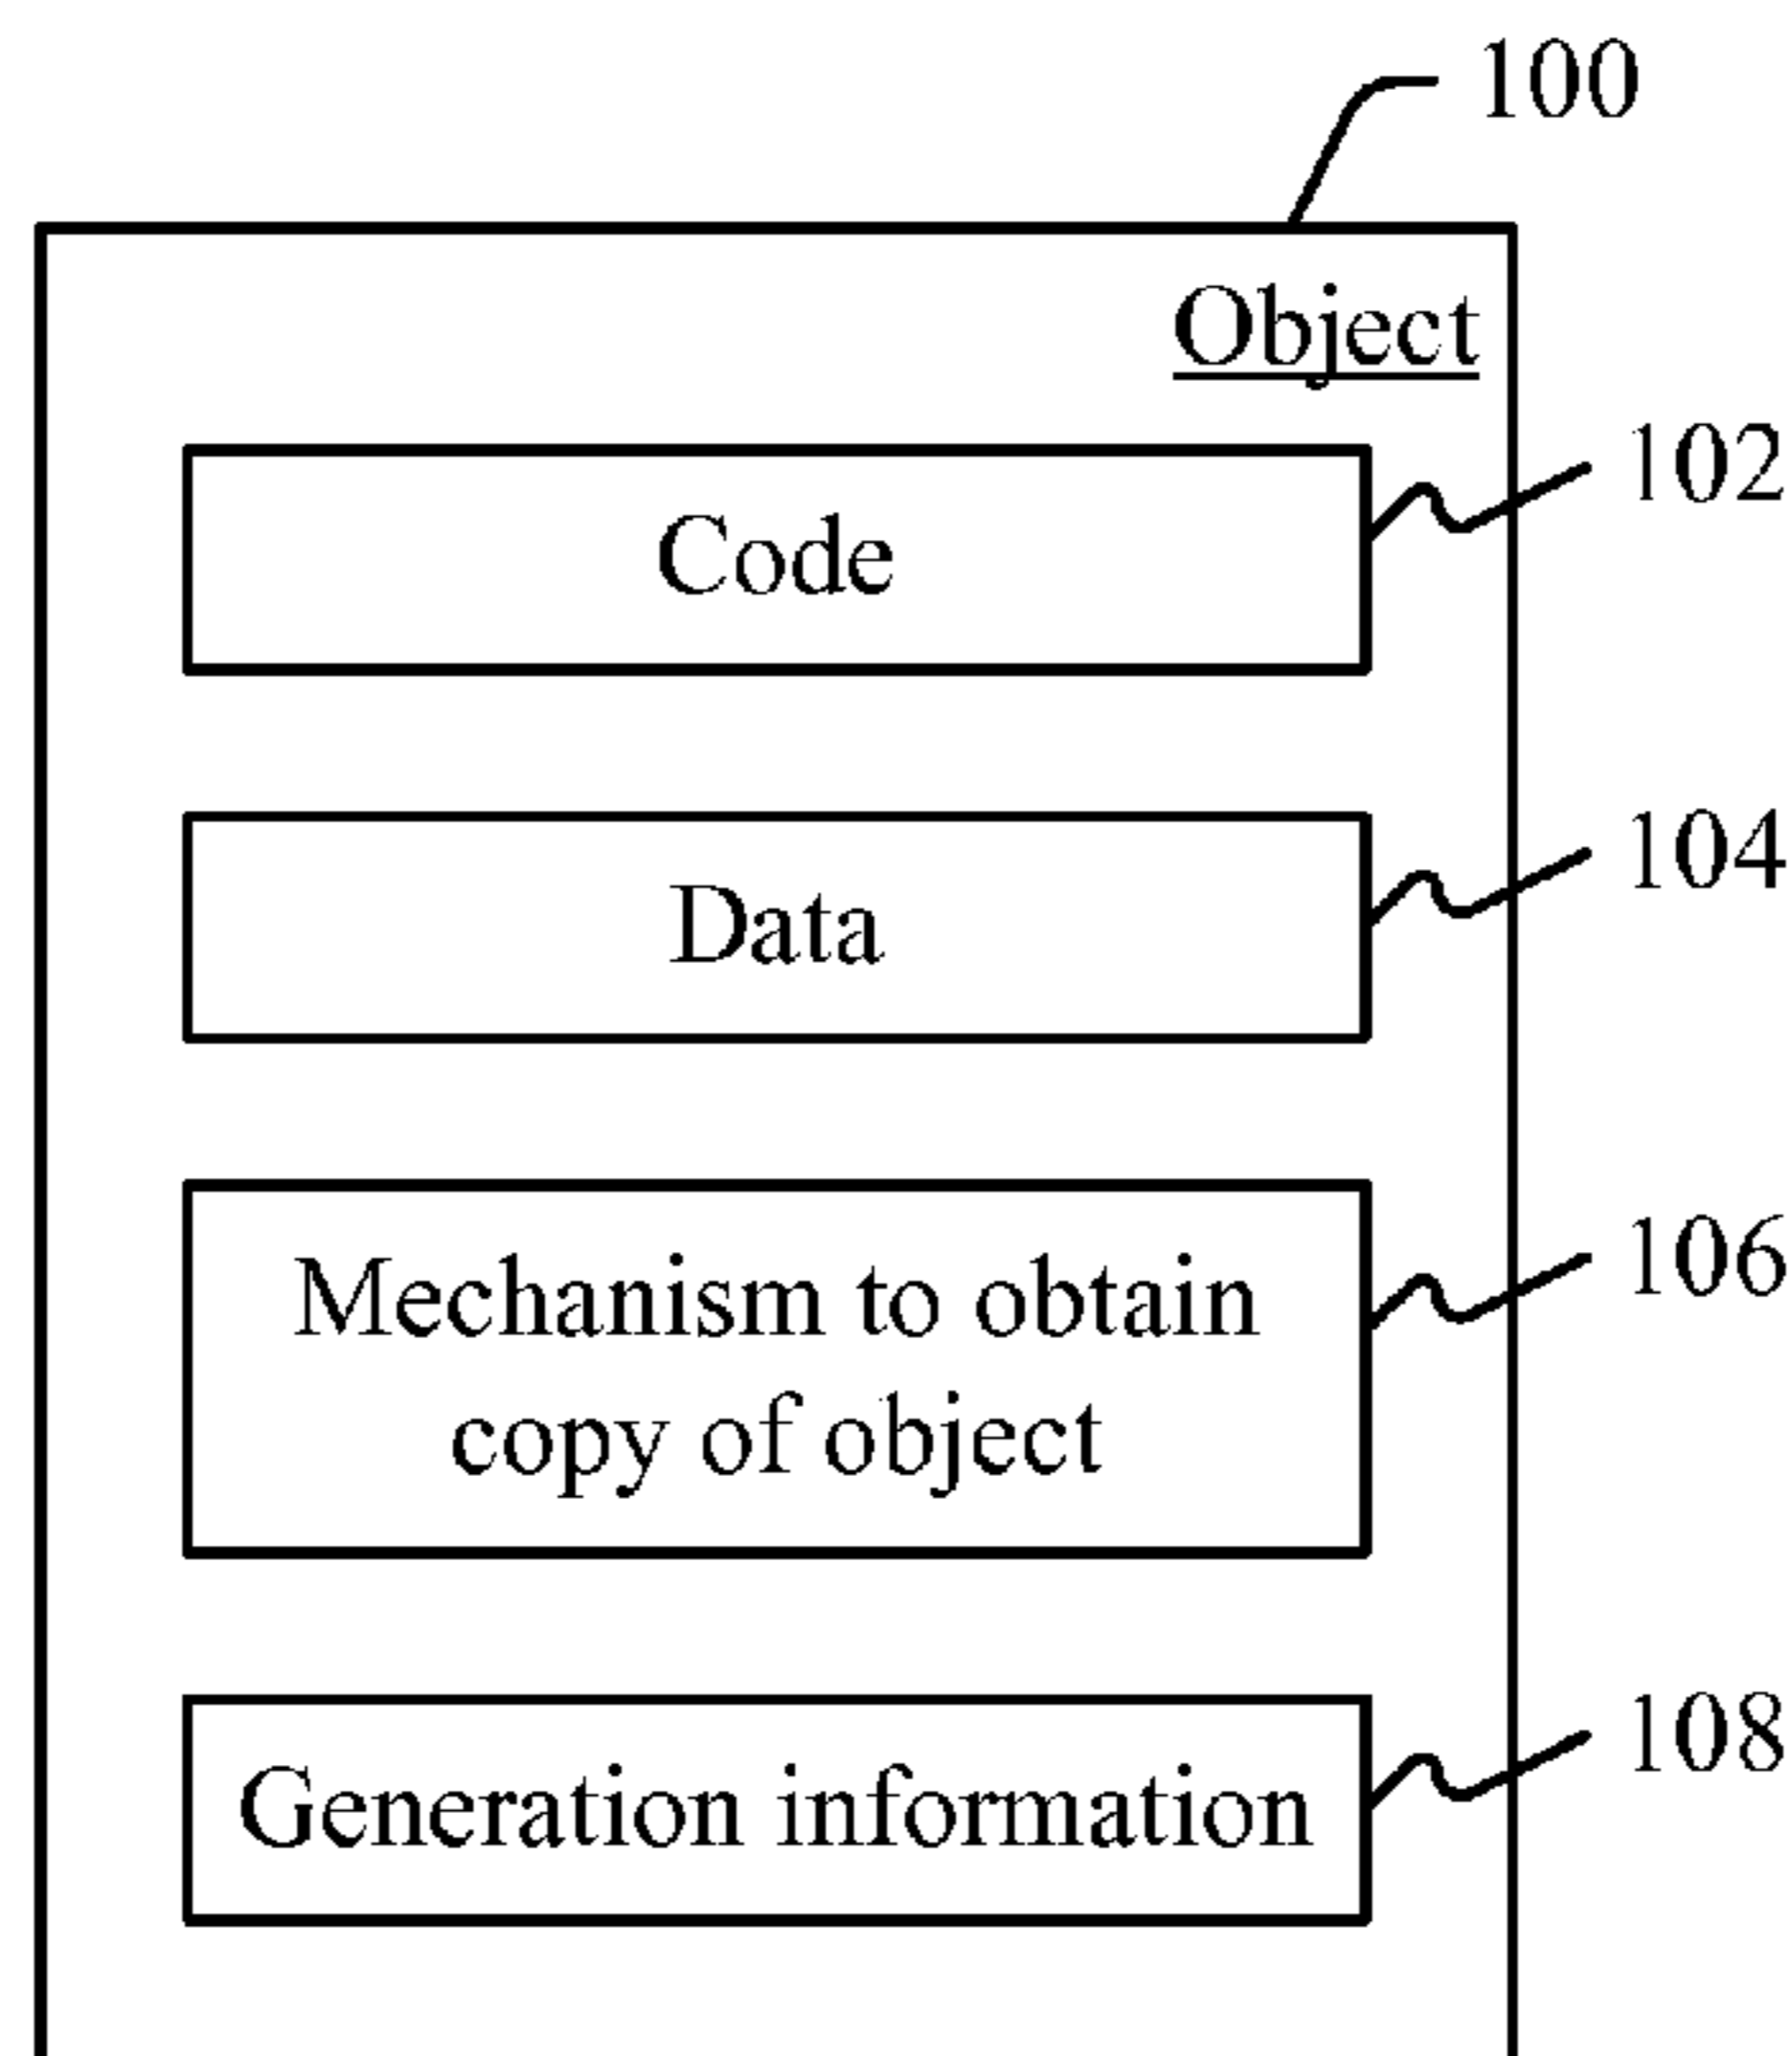 100
Object
102
Code
104
Data
106
Mechanism to obtain
copy of object
108
Generation information